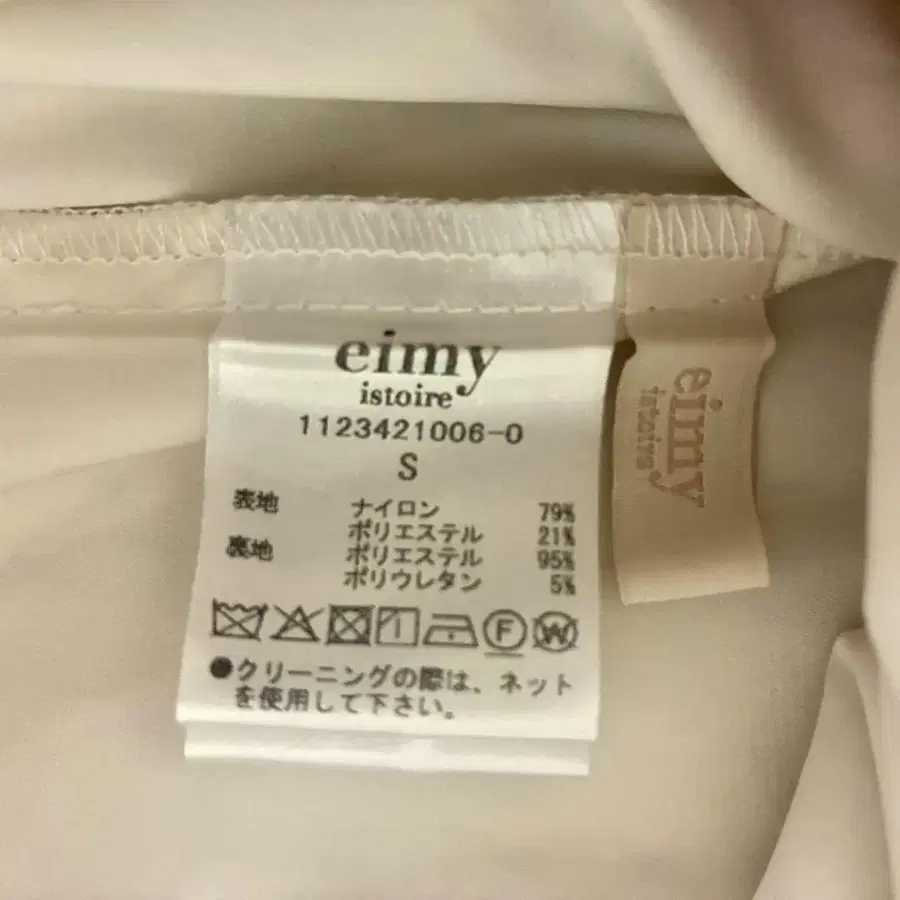 eimy
istoire
1123421006-0
S
表地 ナイロン 79%
ポリエステル 21%
裏地 ポリエステル 95%
ポリウレタン 5%
F W
●クリーニングの際は、ネット
を使用して下さい。
eimy
istoire